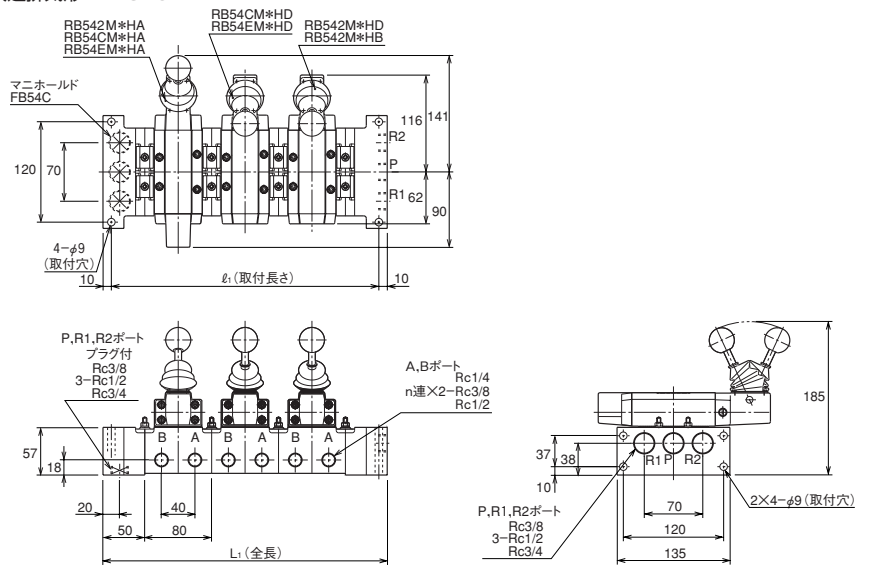 RB542M*HA
RB54CM*HA
RB54EM*HA
RB54CM*HD
RB54EM*HD
RB542M*HD
RB542M*HB
マニホールド
FB54C
R2
P
R1
116
141
62
90
120
70
4-φ9
(取付穴)
10
ℓ1(取付長さ)
10
P,R1,R2ポート
プラグ付
Rc3/8
3-Rc1/2
Rc3/4
A,Bポート
Rc1/4
n連×2-Rc3/8
Rc1/2
B A B A B A
57
18
20
40
50
80
L1(全長)
185
37
38
10
R1 P R2
P,R1,R2ポート
Rc3/8
3-Rc1/2
Rc3/4
70
120
135
2×4-φ9(取付穴)